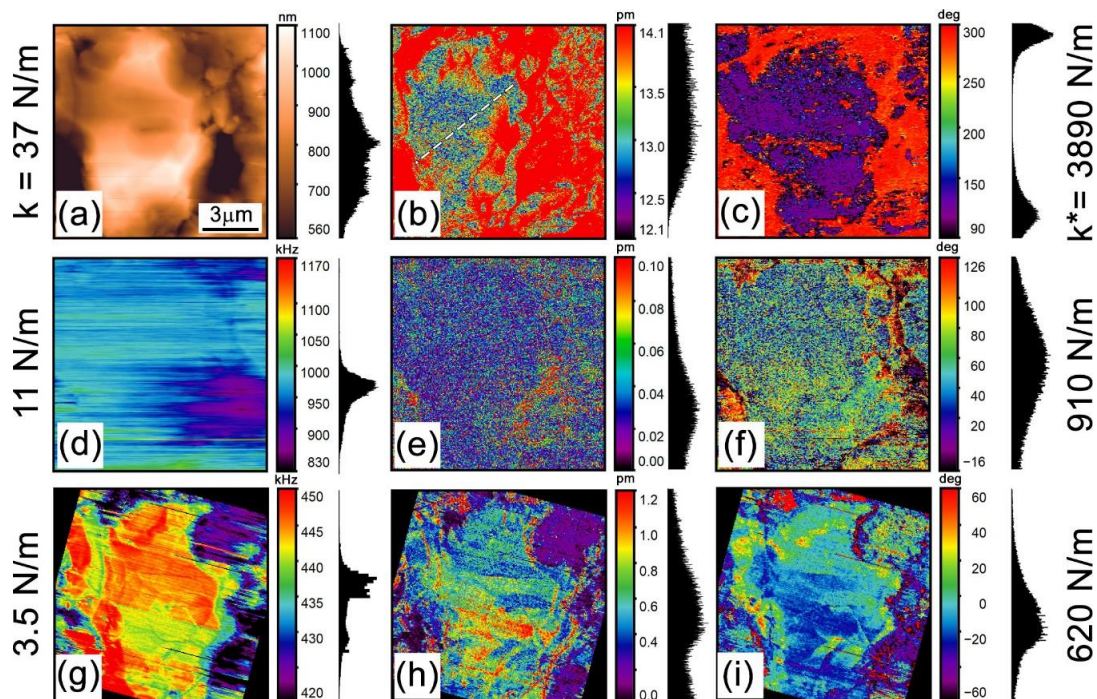 k = 37 N/m
nm
1100
1000
900
800
700
560
(a)
3μm
pm
14.1
13.5
13.0
12.5
12.1
(b)
deg
300
250
200
150
90
(c)
k*= 3890 N/m
11 N/m
kHz
1170
1100
1050
1000
950
900
830
(d)
pm
0.10
0.08
0.06
0.04
0.02
0.00
(e)
deg
126
100
80
60
40
20
0
−16
(f)
910 N/m
3.5 N/m
kHz
450
445
440
435
430
420
(g)
pm
1.2
1.0
0.8
0.6
0.4
0.2
0.0
(h)
deg
60
40
20
0
−20
−60
(i)
620 N/m